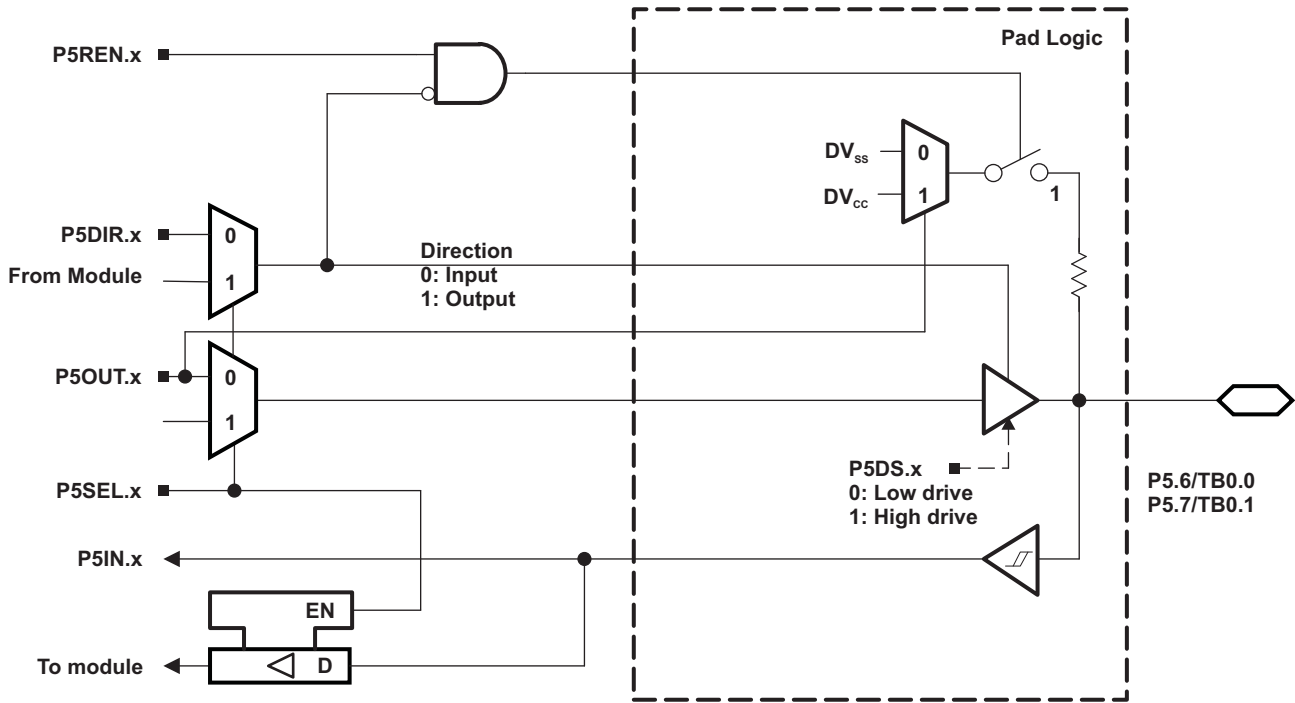 P5REN.x
Pad Logic
DVSS
0
DVCC
1
1
P5DIR.x
0
From Module
1
Direction
0: Input
1: Output
P5OUT.x
0
1
P5DS.x
0: Low drive
1: High drive
P5.6/TB0.0
P5.7/TB0.1
P5SEL.x
P5IN.x
EN
To module
D